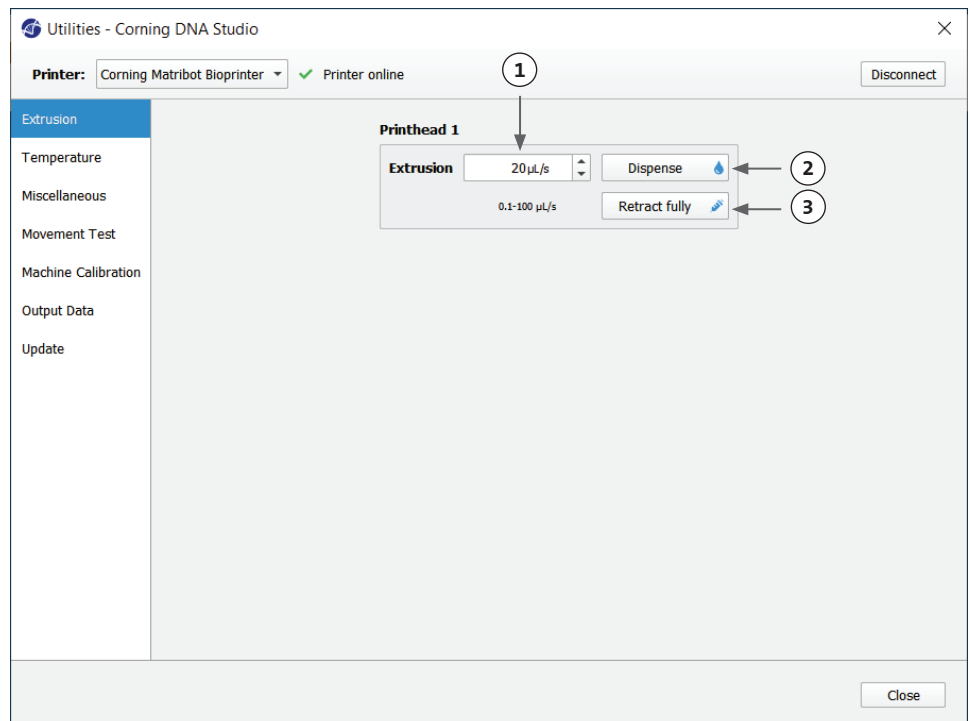 Utilities - Corning DNA Studio
Printer: Corning Matribot Bioprinter Printer online Disconnect
1
Extrusion
Temperature
Miscellaneous
Movement Test
Machine Calibration
Output Data
Update
Printhead 1
Extrusion 20µL/s Dispense 2
0.1-100 µL/s Retract fully 3
Close